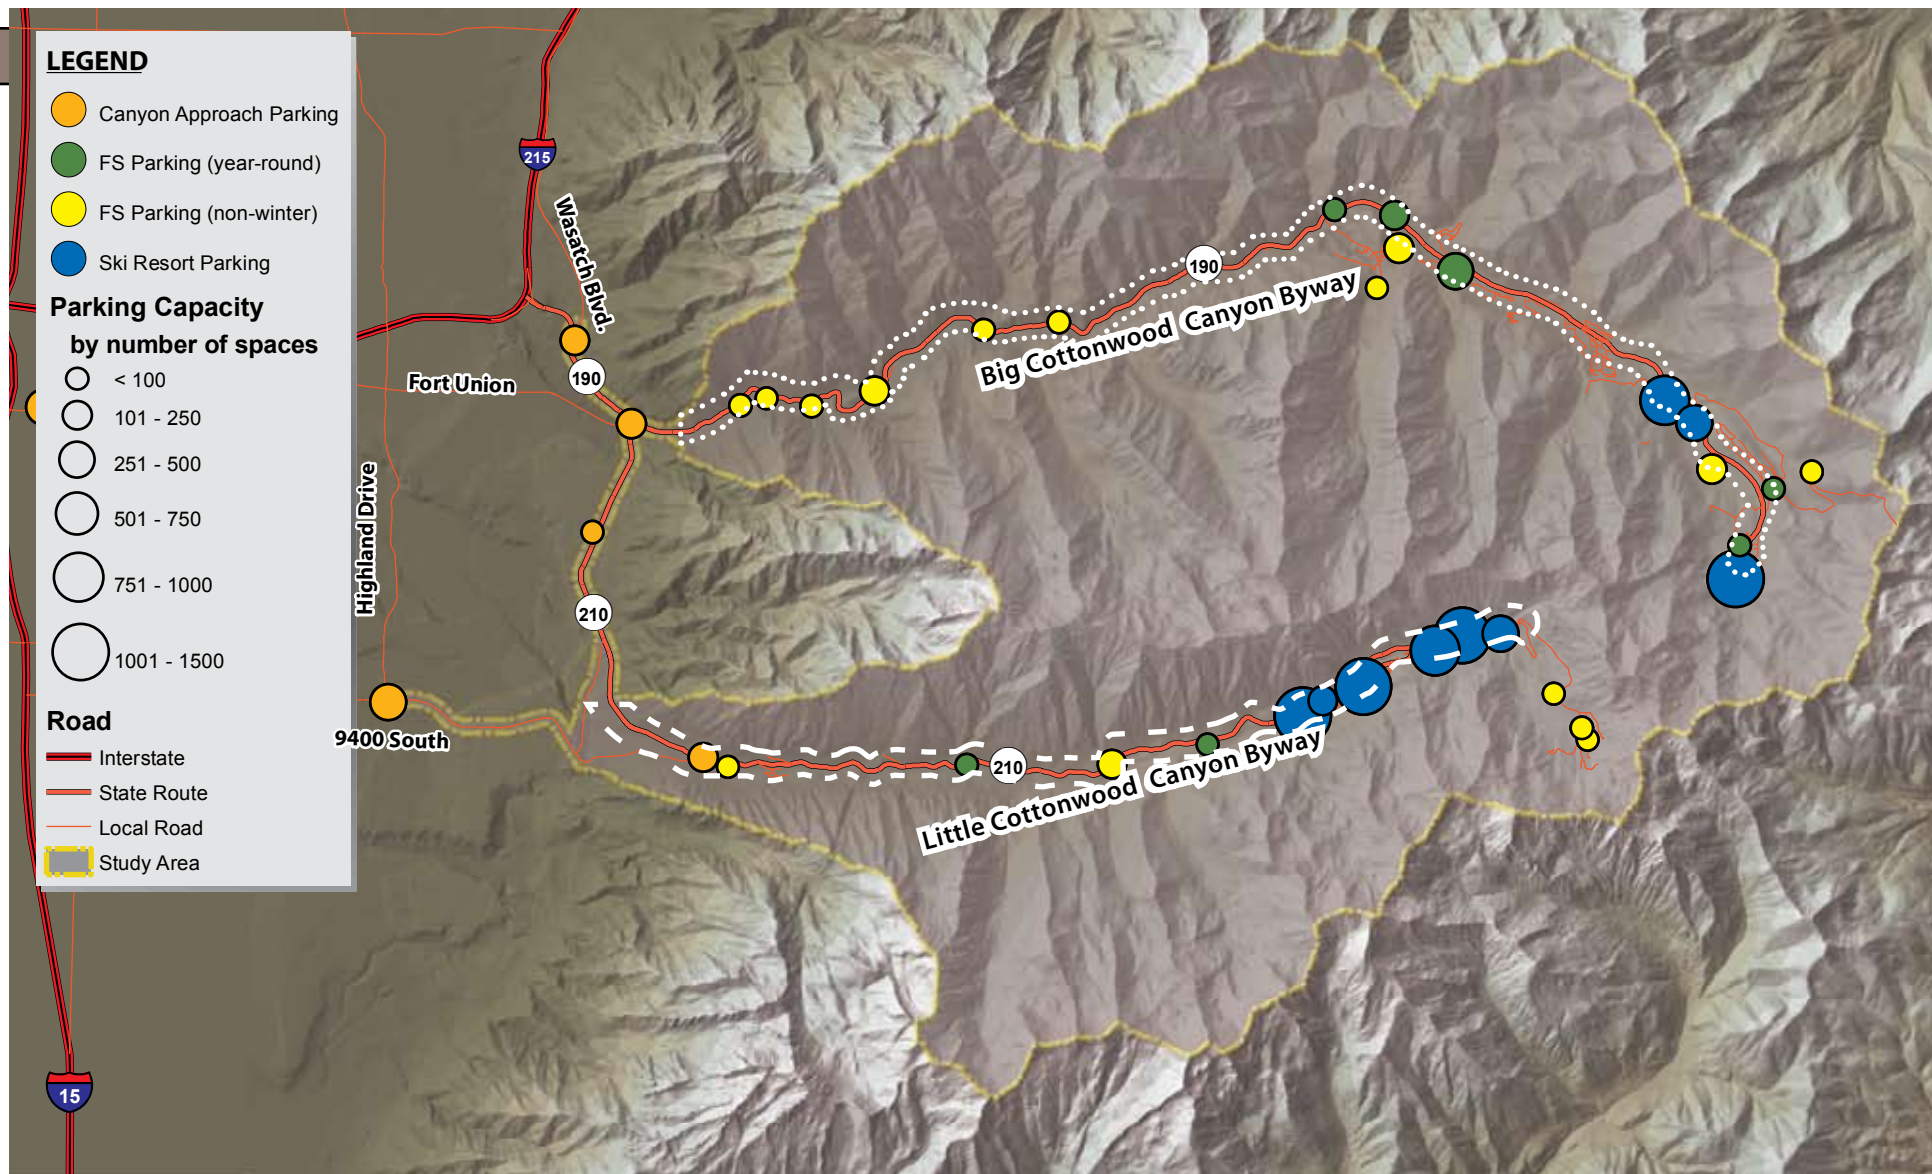 LEGEND
Canyon Approach Parking
FS Parking (year-round)
FS Parking (non-winter)
Ski Resort Parking
Parking Capacity
by number of spaces
< 100
101 - 250
251 - 500
501 - 750
751 - 1000
1001 - 1500
Road
Interstate
State Route
Local Road
Study Area
215
Wasatch Blvd.
190
Fort Union
190
Big Cottonwood Canyon Byway
Highland Drive
210
9400 South
210
Little Cottonwood Canyon Byway
15